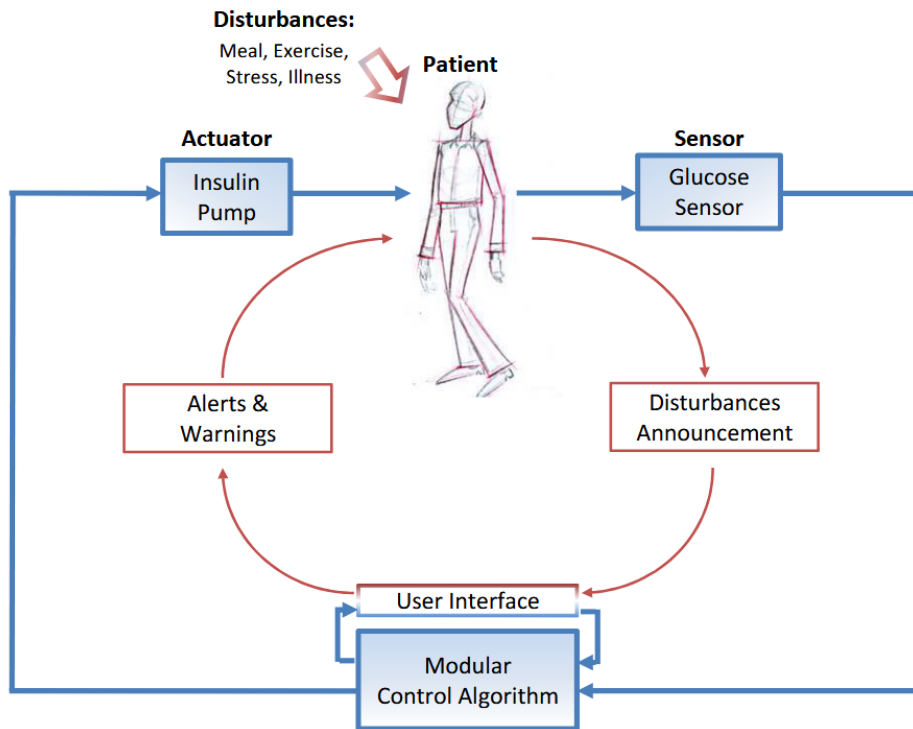 Disturbances:
Meal, Exercise,
Stress, Illness
Patient
Actuator
Insulin
Pump
Sensor
Glucose
Sensor
Alerts &
Warnings
Disturbances
Announcement
User Interface
Modular
Control Algorithm